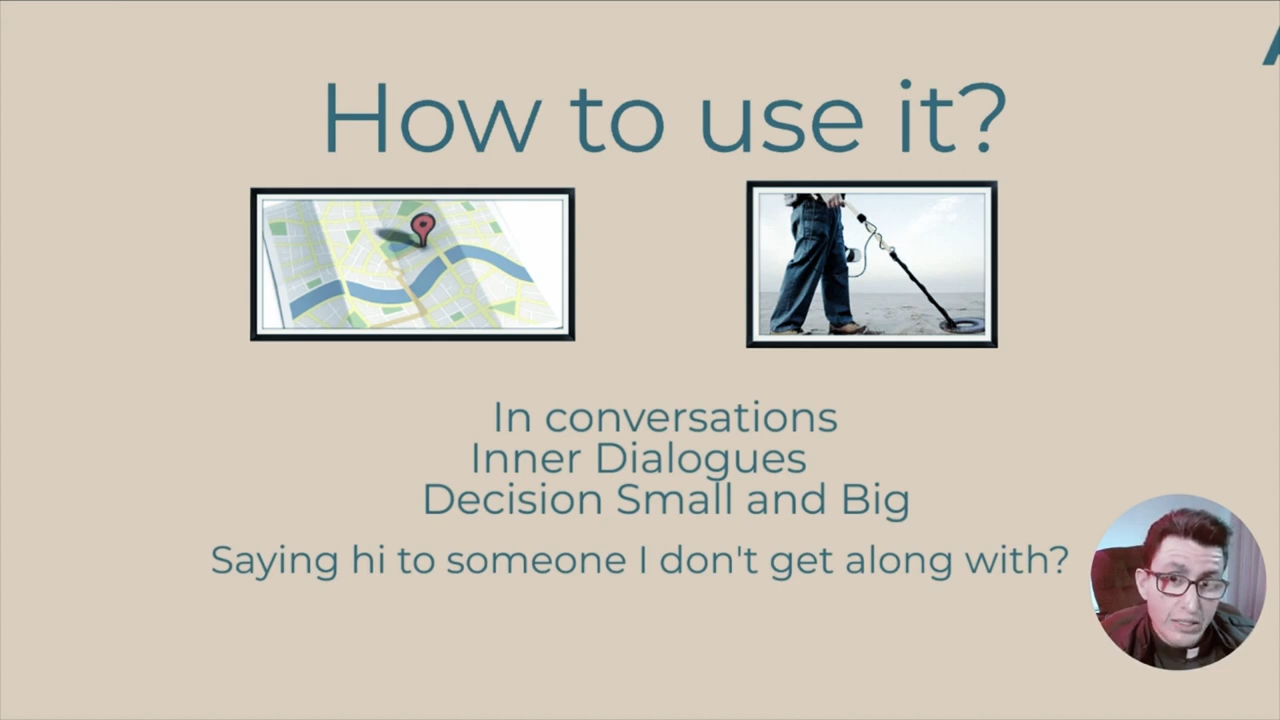 How to use it?
In conversations
Inner Dialogues
Decision Small and Big
Saying hi to someone I don't get along with?